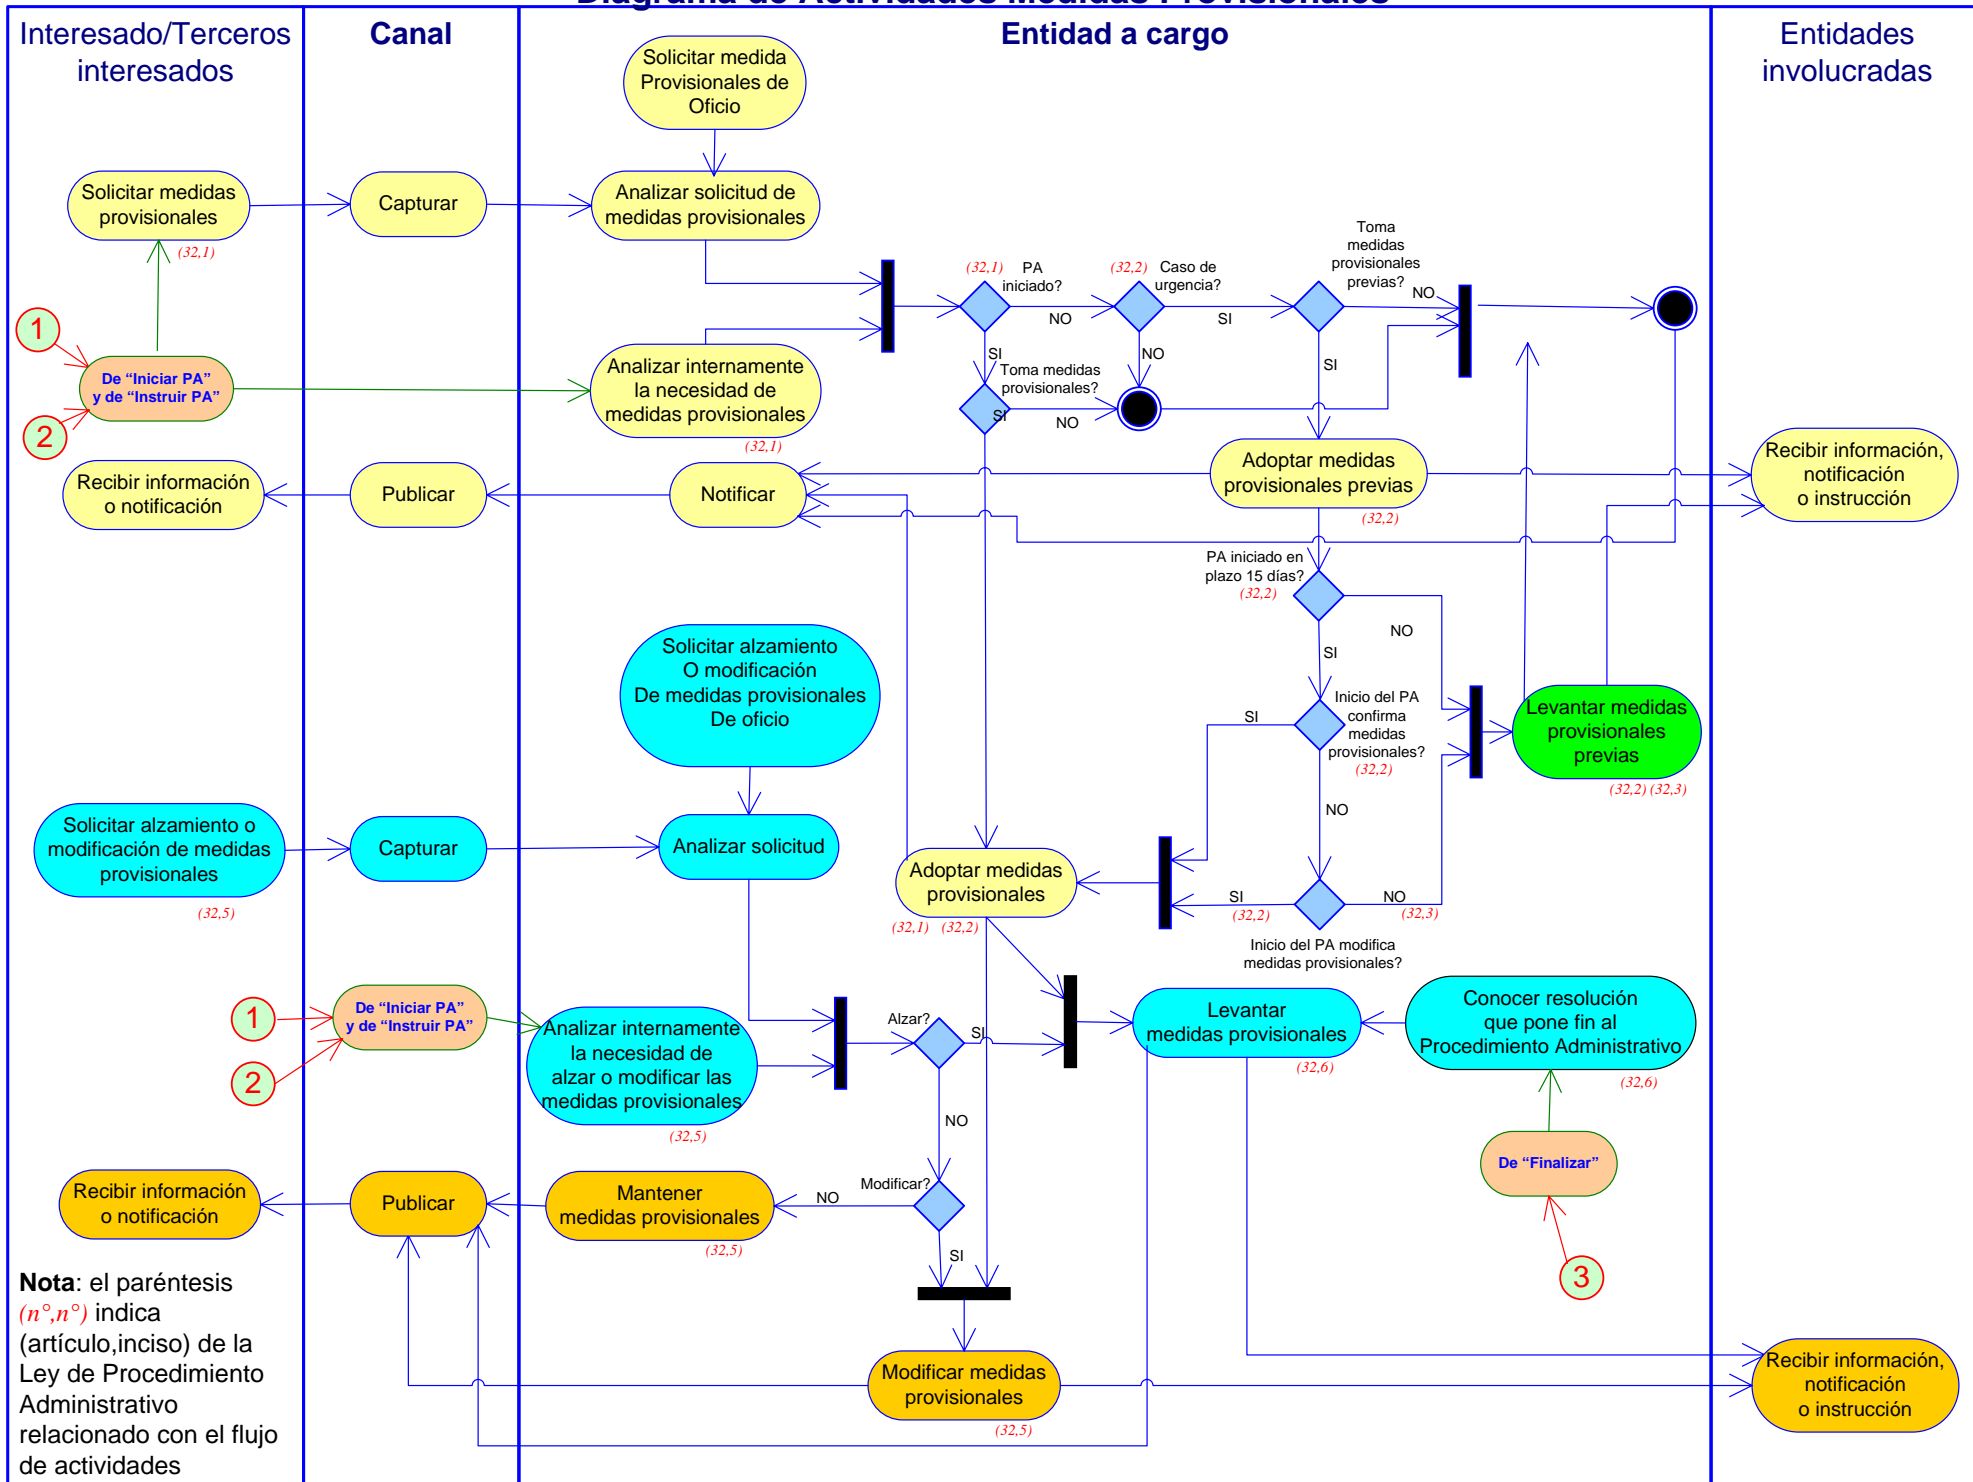 Diagrama de Actividades Medidas Provisionales
Interesado/Terceros
interesados
Canal
Entidad a cargo
Entidades
involucradas
Solicitar medida
Provisionales de
Oficio
Solicitar medidas
provisionales
(32,1)
Capturar
Analizar solicitud de
medidas provisionales
1
2
De “Iniciar PA”
y de “Instruir PA”
Analizar internamente
la necesidad de
medidas provisionales
(32,1)
(32,1)
PA
iniciado?
NO
SI
(32,2)
Caso de
urgencia?
SI
NO
Toma
medidas
provisionales
previas?
NO
SI
Toma medidas
provisionales?
SI
NO
Recibir información
o notificación
Publicar
Notificar
Adoptar medidas
provisionales previas
(32,2)
Recibir información,
notificación
o instrucción
PA iniciado en
plazo 15 días?
(32,2)
NO
SI
Solicitar alzamiento
O modificación
De medidas provisionales
De oficio
Inicio del PA
confirma
medidas
provisionales?
(32,2)
SI
NO
Levantar medidas
provisionales
previas
(32,2) (32,3)
Solicitar alzamiento o
modificación de medidas
provisionales
(32,5)
Capturar
Analizar solicitud
Adoptar medidas
provisionales
(32,1) (32,2)
SI
(32,2)
NO
(32,3)
Inicio del PA modifica
medidas provisionales?
1
2
De “Iniciar PA”
y de “Instruir PA”
Analizar internamente
la necesidad de
alzar o modificar las
medidas provisionales
(32,5)
Alzar?
SI
NO
Levantar
medidas provisionales
(32,6)
Conocer resolución
que pone fin al
Procedimiento Administrativo
(32,6)
De “Finalizar”
3
Recibir información
o notificación
Publicar
Mantener
medidas provisionales
(32,5)
NO
Modificar?
SI
Modificar medidas
provisionales
(32,5)
Recibir información,
notificación
o instrucción
Nota: el paréntesis
(n°,n°) indica
(artículo,inciso) de la
Ley de Procedimiento
Administrativo
relacionado con el flujo
de actividades